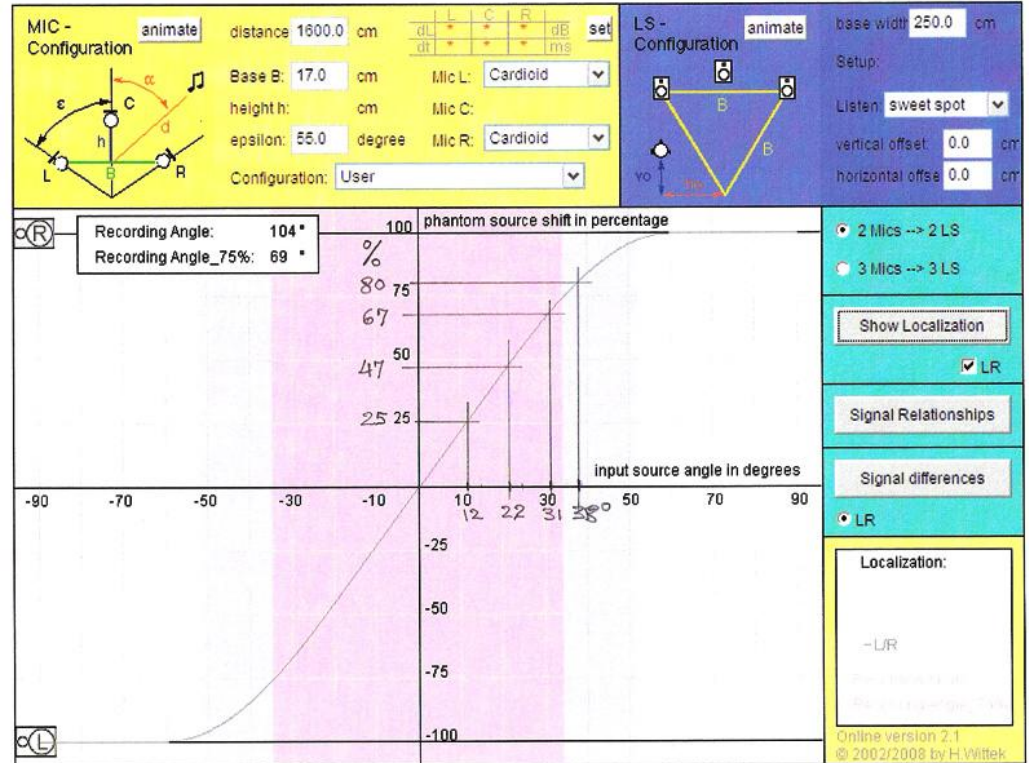 MIC - Configuration
animate
distance 1600.0 cm
L C R
dL * * * dB
dt * * * ms
set
Base B: 17.0 cm
Mic L: Cardioid
height h: cm
Mic C:
epsilon: 55.0 degree
Mic R: Cardioid
Configuration: User
ε α C d h L B R
LS - Configuration
animate
B
B
YO
base width 250.0 cm
Setup:
Listen: sweet spot
vertical offset: 0.0 cm
horizontal offse 0.0 cm
R
Recording Angle: 104°
Recording Angle_75%: 69 °
100 phantom source shift in percentage
%
80 75
67
50
47
25 25
input source angle in degrees
-90 -70 -50 -30 -10 10 30 50 70 90
12 22 31 38°
-25
-50
-75
-100
L
2 Mics --> 2 LS
3 Mics --> 3 LS
Show Localization
LR
Signal Relationships
Signal differences
LR
Localization:
- L/R
Online version 2.1
© 2002/2008 by H.Wittek